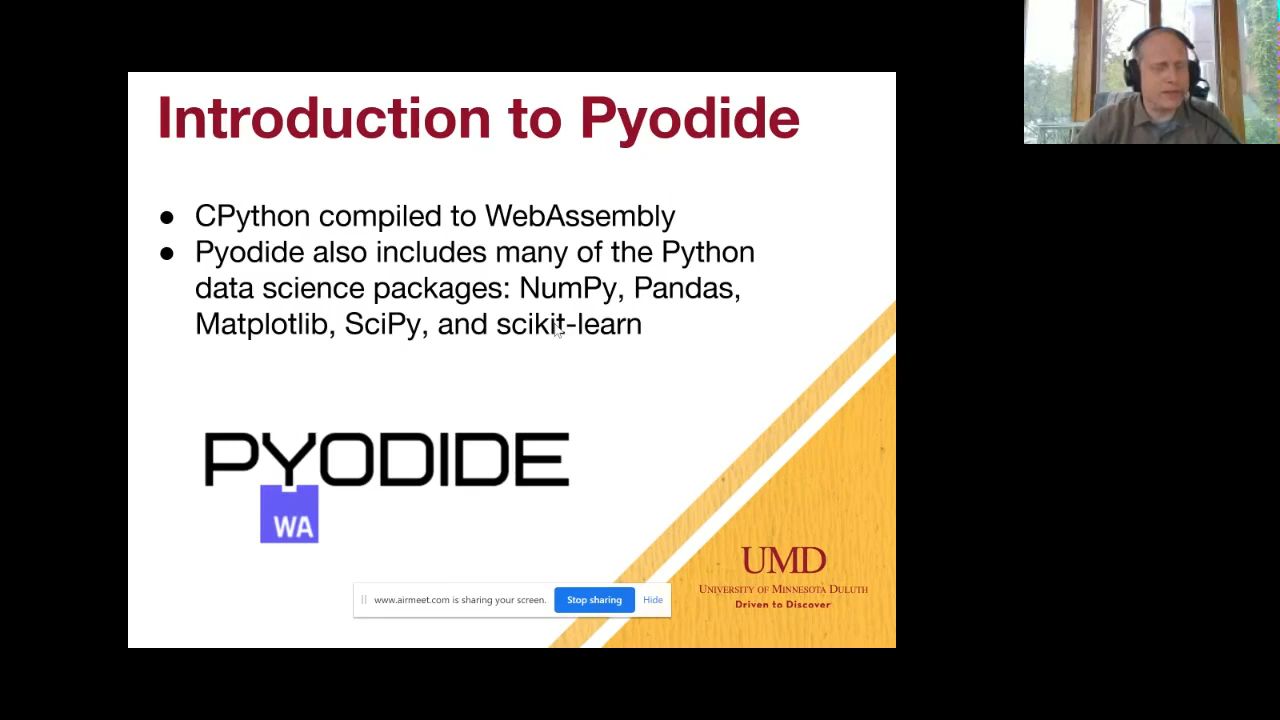 Introduction to Pyodide
● CPython compiled to WebAssembly
● Pyodide also includes many of the Python
data science packages: NumPy, Pandas,
Matplotlib, SciPy, and scikit-learn
PYODIDE
WA
UMD
University of Minnesota Duluth
Driven to Discover
www.airmeet.com is sharing your screen. Stop sharing Hide